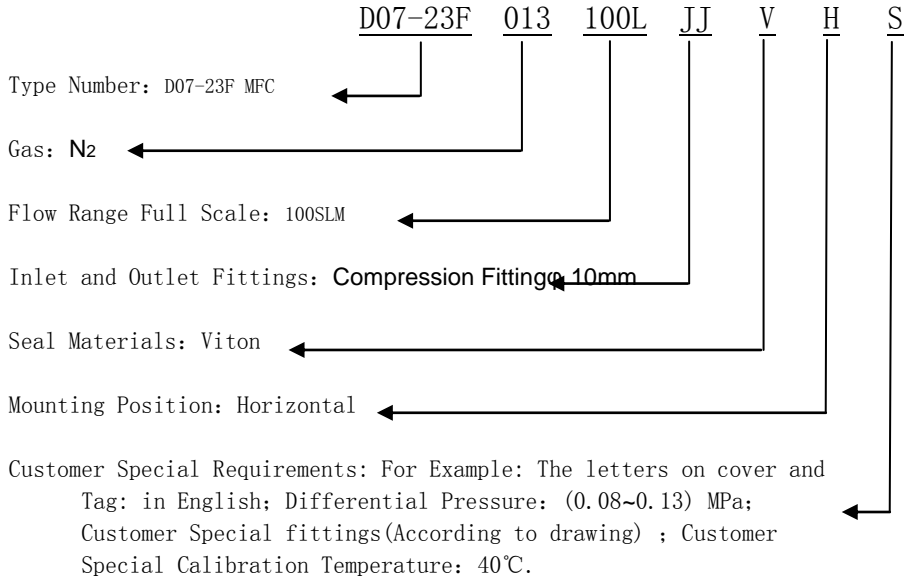 D07-23F 013 100L JJ V H S
Type Number: D07-23F MFC
Gas: N2
Flow Range Full Scale: 100SLM
Inlet and Outlet Fittings: Compression Fittingφ 10mm
Seal Materials: Viton
Mounting Position: Horizontal
Customer Special Requirements: For Example: The letters on cover and
Tag: in English; Differential Pressure: (0.08~0.13) MPa;
Customer Special fittings(According to drawing) ; Customer
Special Calibration Temperature: 40℃.